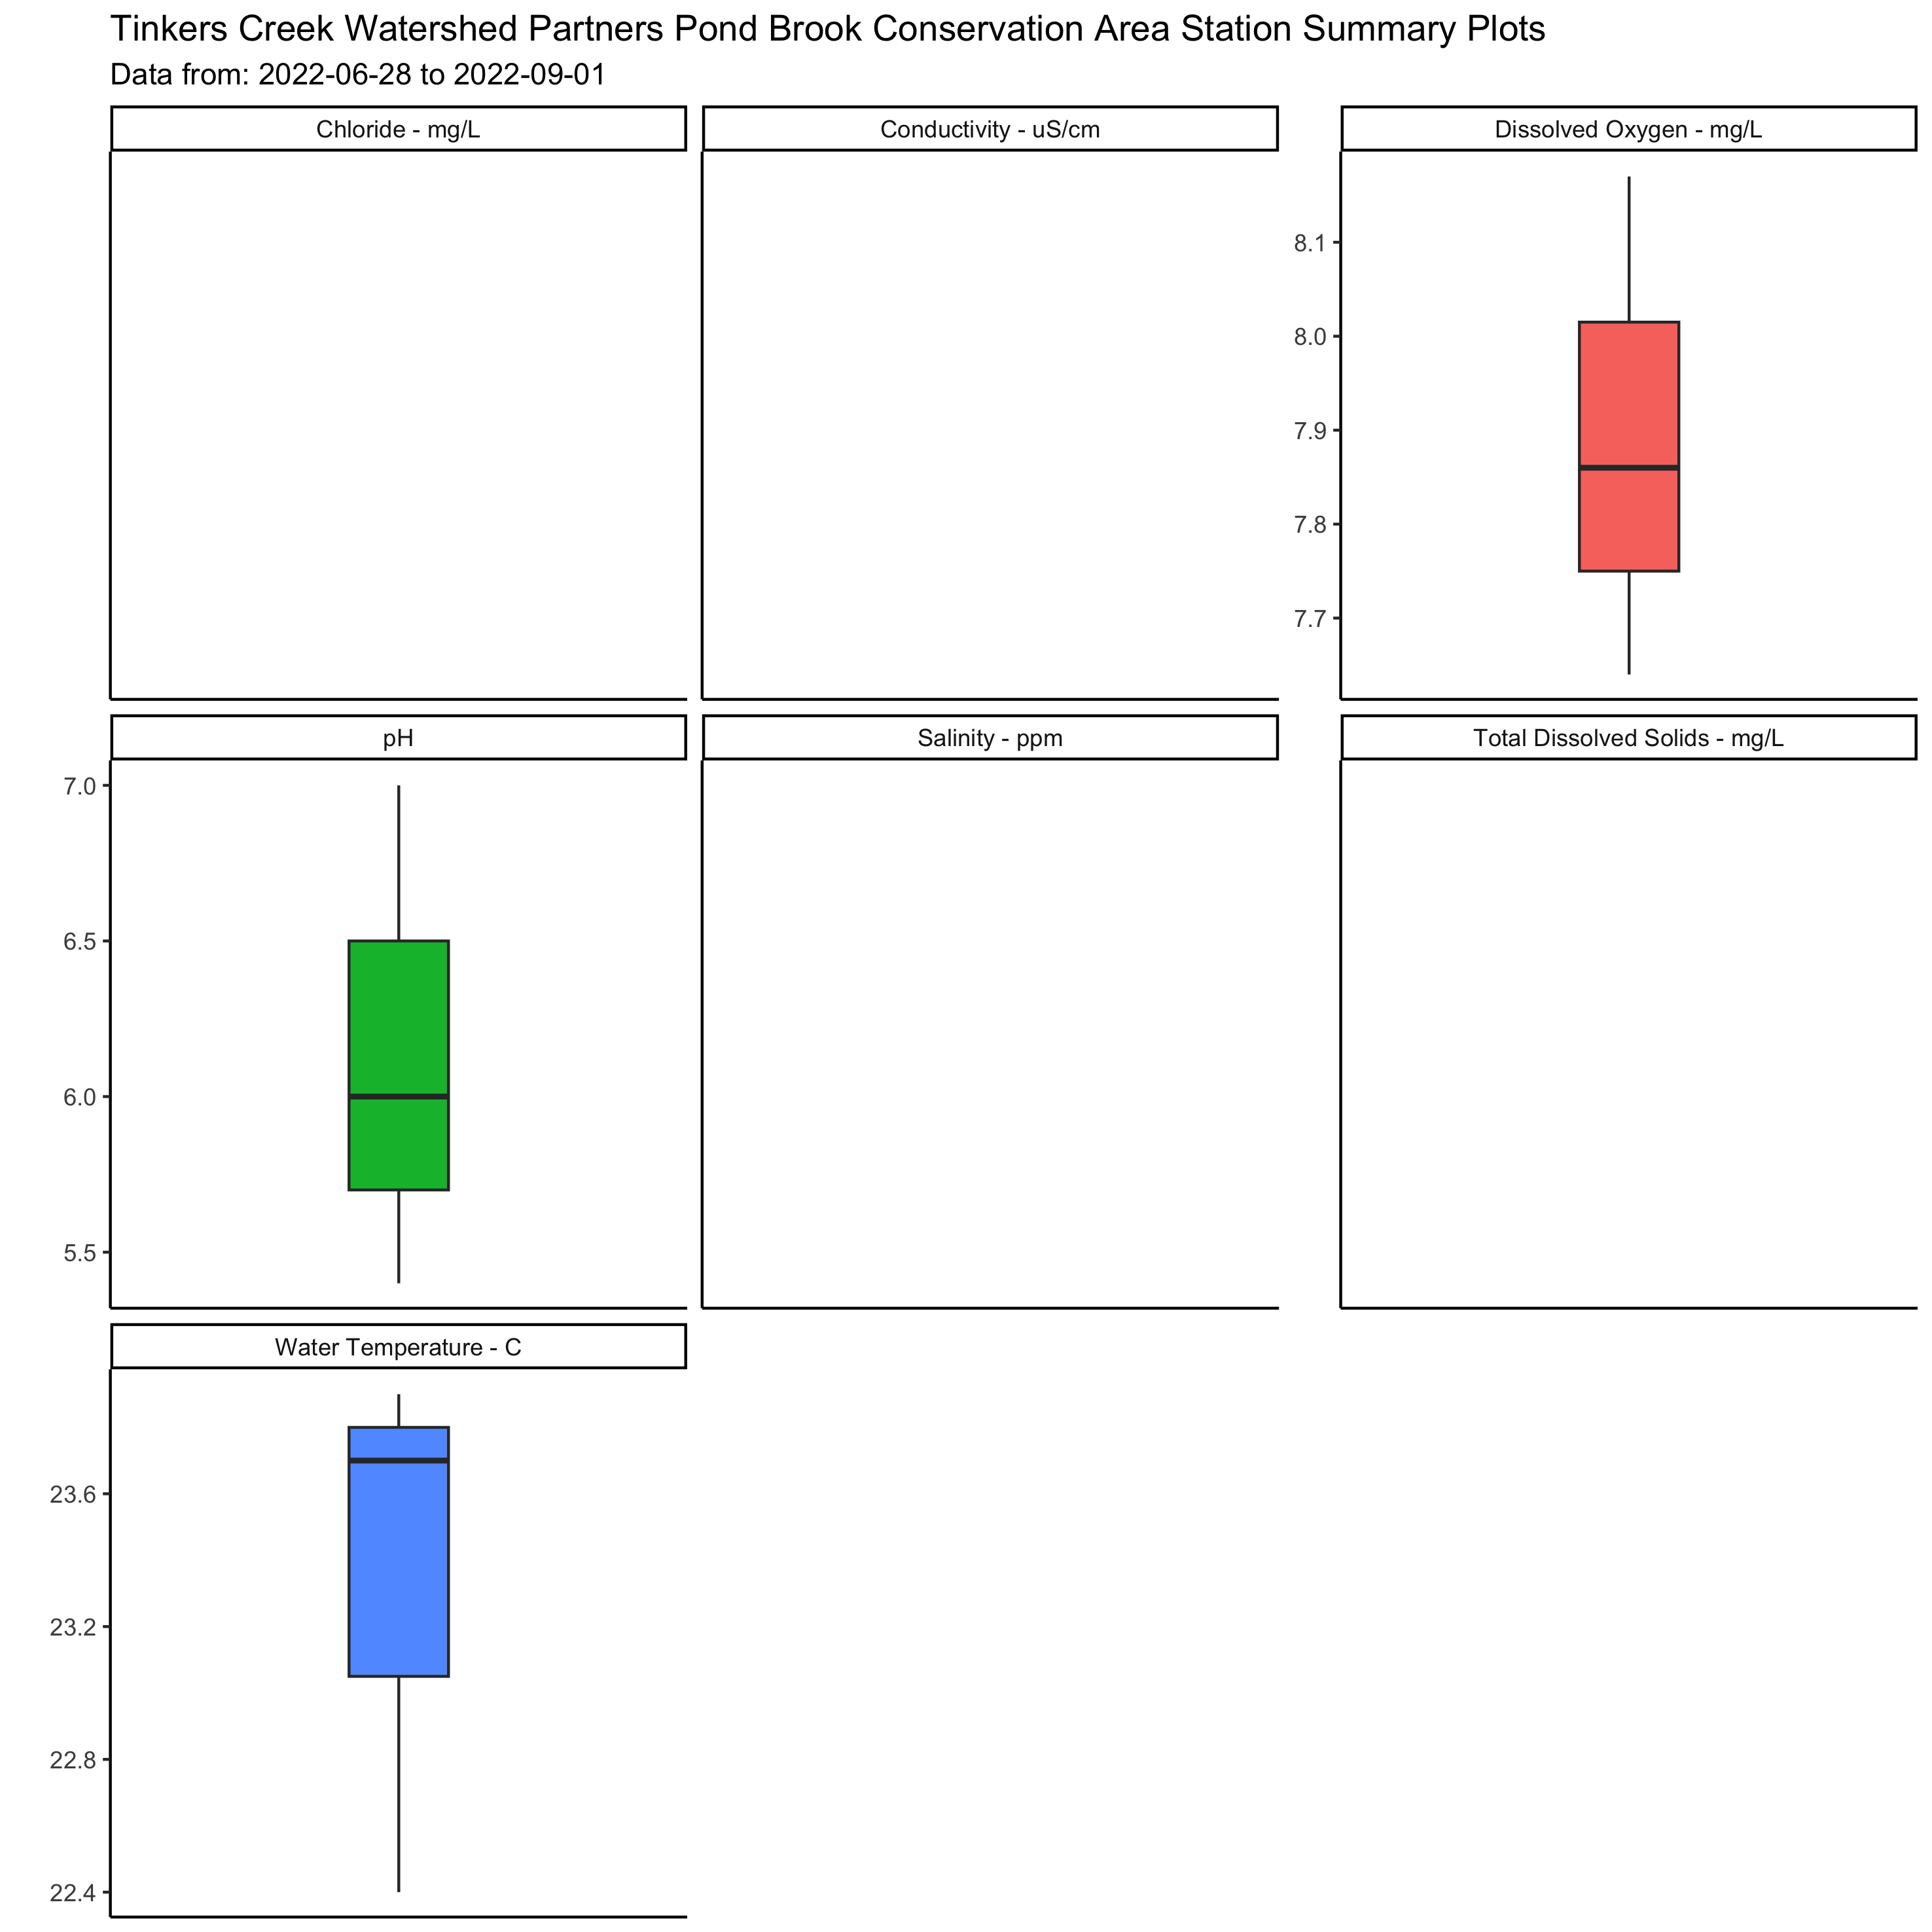 Tinkers Creek Watershed Partners Pond Brook Conservation Area Station Summary Plots
Data from: 2022-06-28 to 2022-09-01
Chloride - mg/L
Conductivity - uS/cm
Dissolved Oxygen - mg/L
8.1
8.0
7.9
7.8
7.7
pH
Salinity - ppm
Total Dissolved Solids - mg/L
7.0
6.5
6.0
5.5
Water Temperature - C
23.6
23.2
22.8
22.4